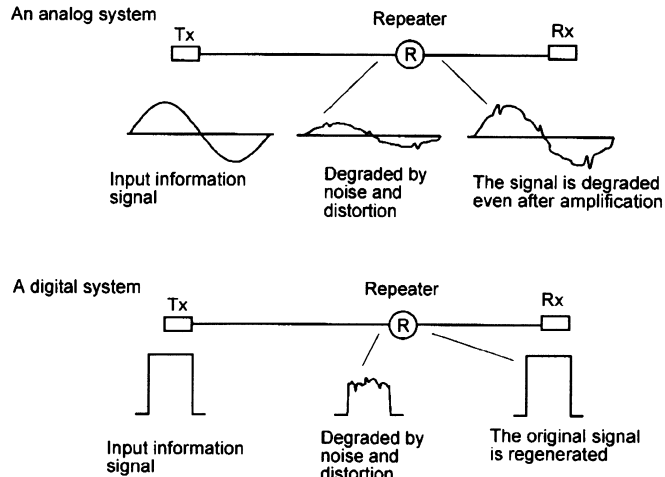 An analog system
Repeater
Tx
Rx
R
Input information
signal
Degraded by
noise and
distortion
The signal is degraded
even after amplification
A digital system
Repeater
Tx
Rx
R
Input information
signal
Degraded by
noise and
distortion
The original signal
is regenerated